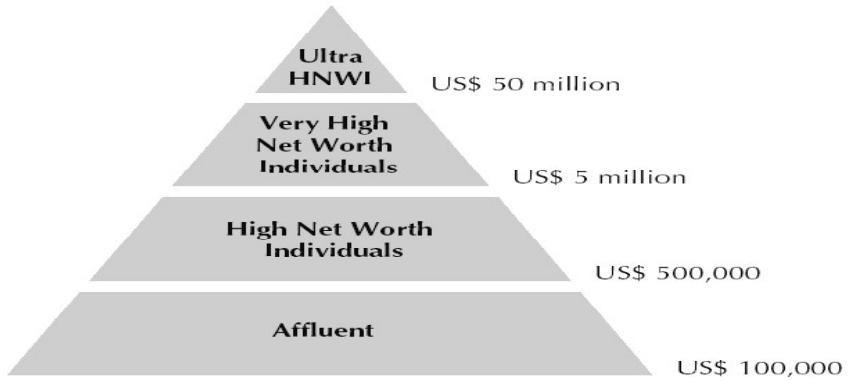 Ultra
HNWI
US$ 50 million
Very High
Net Worth
Individuals
US$ 5 million
High Net Worth
Individuals
US$ 500,000
Affluent
US$ 100,000